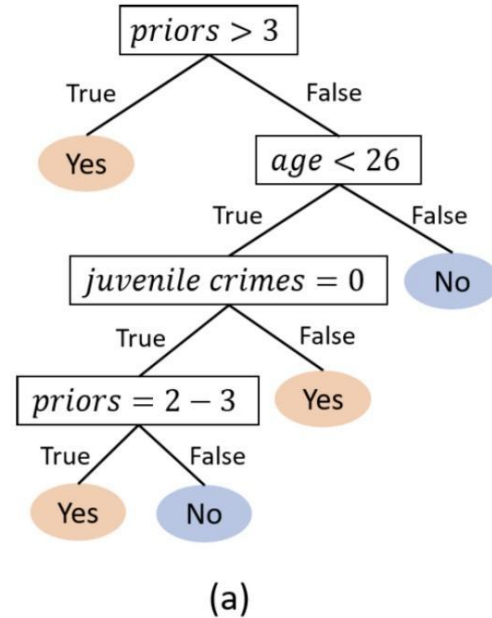 priors > 3
True False
Yes
age < 26
True False
juvenile crimes = 0
No
True False
priors = 2 − 3
Yes
True False
Yes No
(a)